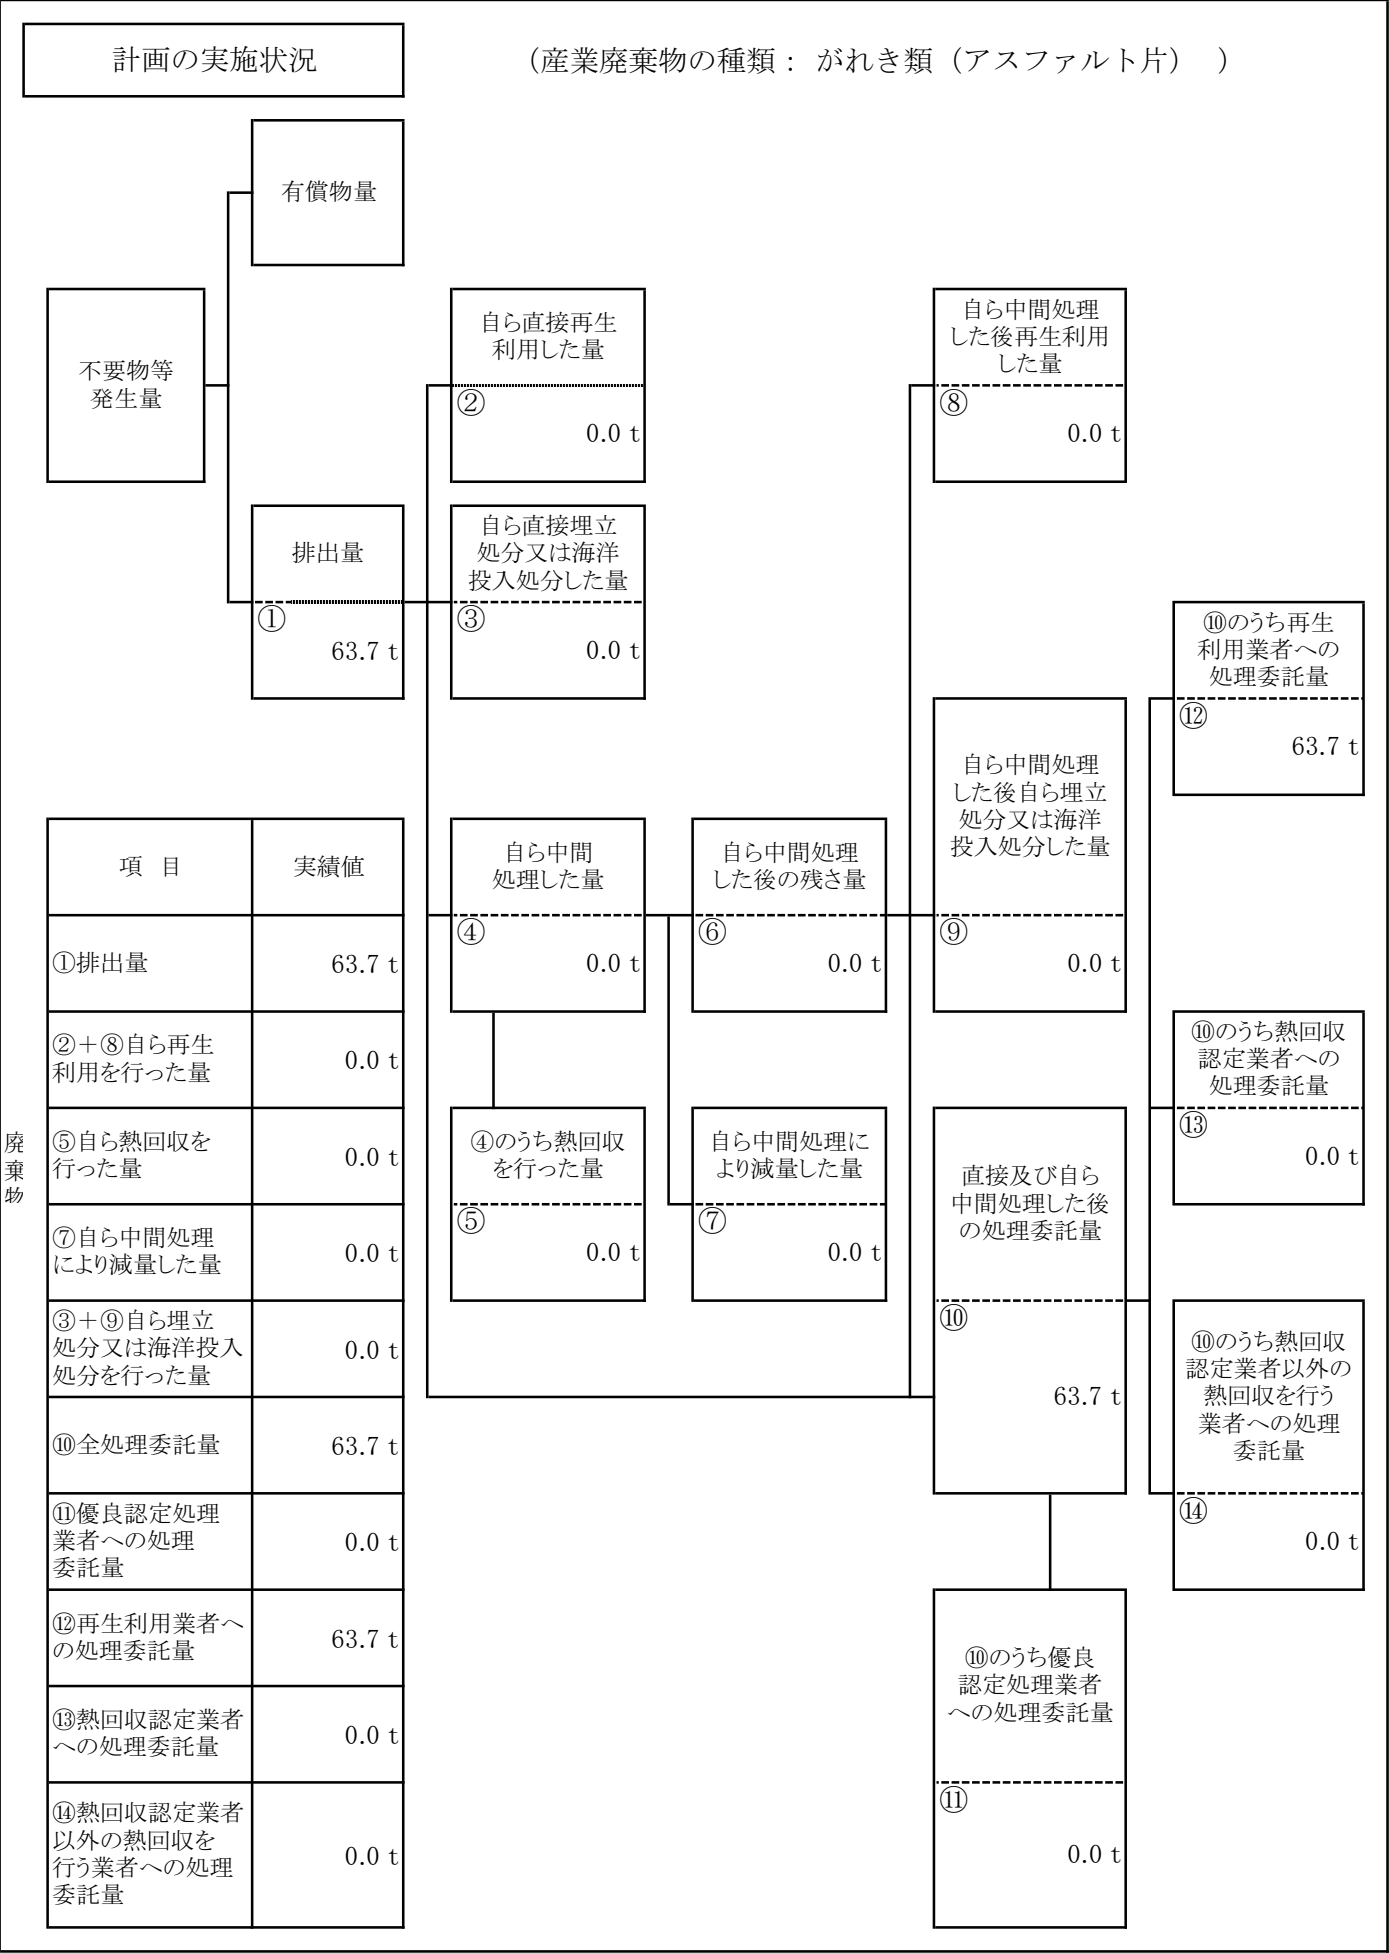 計画の実施状況
（産業廃棄物の種類： がれき類（アスファルト片） ）
有償物量
不要物等
発生量
自ら直接再生
利用した量
②
0.0 t
自ら中間処理
した後再生利用
した量
⑧
0.0 t
排出量
①
63.7 t
自ら直接埋立
処分又は海洋
投入処分した量
③
0.0 t
⑩のうち再生
利用業者への
処理委託量
⑫
63.7 t
自ら中間処理
した後自ら埋立
処分又は海洋
投入処分した量
⑨
0.0 t
自ら中間
処理した量
④
0.0 t
自ら中間処理
した後の残さ量
⑥
0.0 t
⑩のうち熱回収
認定業者への
処理委託量
⑬
0.0 t
④のうち熱回収
を行った量
⑤
0.0 t
自ら中間処理に
より減量した量
⑦
0.0 t
直接及び自ら
中間処理した後
の処理委託量
⑩
63.7 t
⑩のうち熱回収
認定業者以外の
熱回収を行う
業者への処理
委託量
⑭
0.0 t
⑩のうち優良
認定処理業者
への処理委託量
⑪
0.0 t
項 目 実績値
①排出量 63.7 t
②＋⑧自ら再生
利用を行った量
0.0 t
⑤自ら熱回収を
行った量
0.0 t
⑦自ら中間処理
により減量した量
0.0 t
③＋⑨自ら埋立
処分又は海洋投入
処分を行った量
0.0 t
⑩全処理委託量 63.7 t
⑪優良認定処理
業者への処理
委託量
0.0 t
⑫再生利用業者へ
の処理委託量
63.7 t
⑬熱回収認定業者
への処理委託量
0.0 t
⑭熱回収認定業者
以外の熱回収を
行う業者への処理
委託量
0.0 t
廃
棄
物